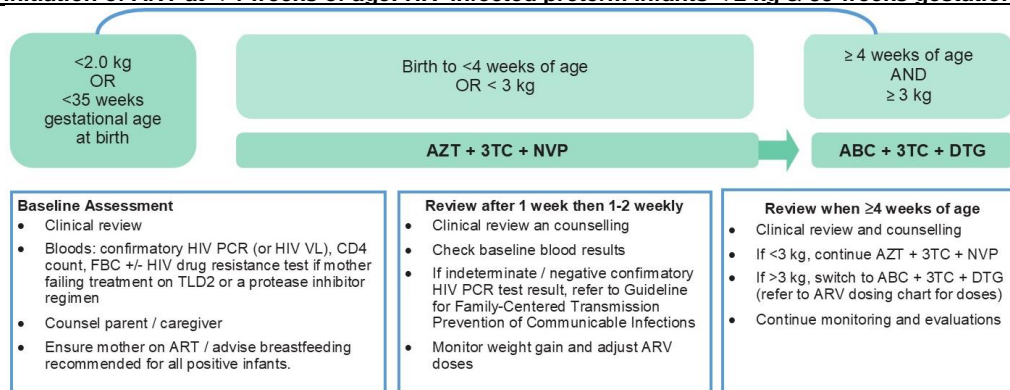 <2.0 kg
OR
<35 weeks
gestational age
at birth
Birth to <4 weeks of age
OR < 3 kg
≥ 4 weeks of age
AND
≥ 3 kg
AZT + 3TC + NVP
ABC + 3TC + DTG
Baseline Assessment
• Clinical review
• Bloods: confirmatory HIV PCR (or HIV VL), CD4
count, FBC +/- HIV drug resistance test if mother
failing treatment on TLD2 or a protease inhibitor
regimen
• Counsel parent / caregiver
• Ensure mother on ART / advise breastfeeding
recommended for all positive infants.
Review after 1 week then 1-2 weekly
• Clinical review an counselling
• Check baseline blood results
• If indeterminate / negative confirmatory
HIV PCR test result, refer to Guideline
for Family-Centered Transmission
Prevention of Communicable Infections
• Monitor weight gain and adjust ARV
doses
Review when ≥4 weeks of age
• Clinical review and counselling
• If <3 kg, continue AZT + 3TC + NVP
• If >3 kg, switch to ABC + 3TC + DTG
(refer to ARV dosing chart for doses)
• Continue monitoring and evaluations